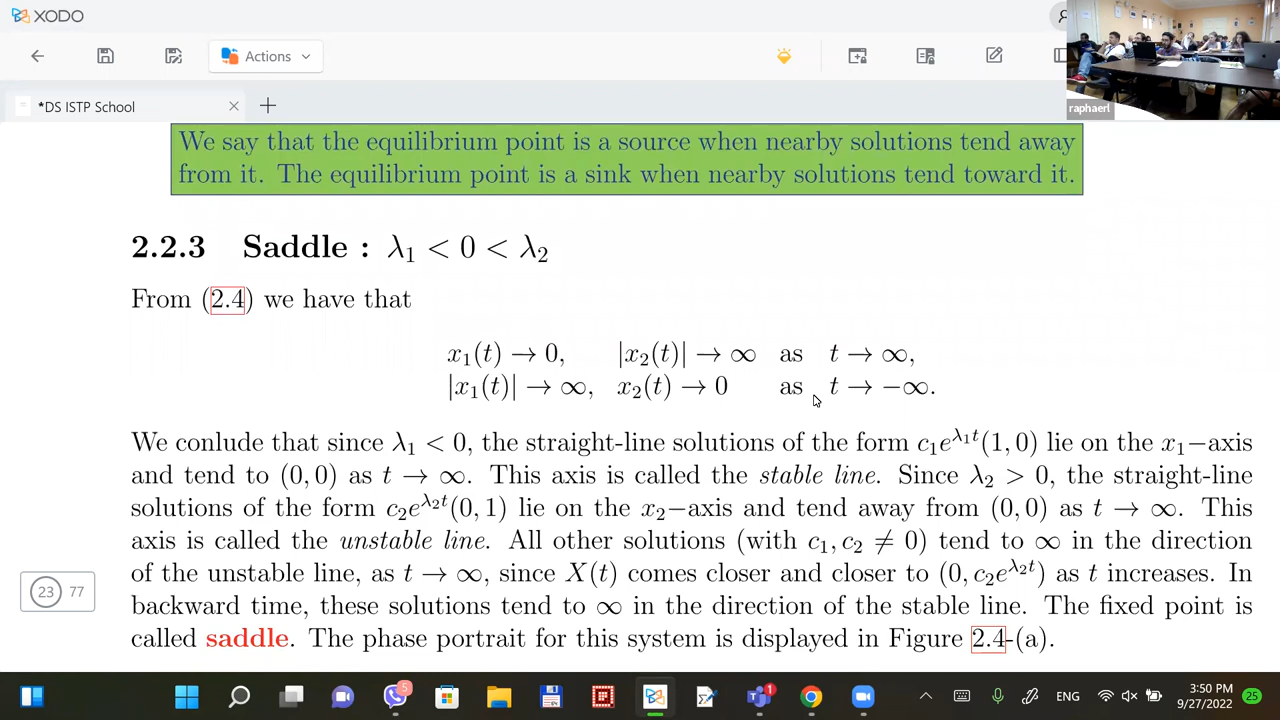 XODO
Actions
raphaerl
*DS ISTP School
We say that the equilibrium point is a source when nearby solutions tend away
from it. The equilibrium point is a sink when nearby solutions tend toward it.
2.2.3 Saddle : λ₁ < 0 < λ₂
From (2.4) we have that
x₁(t) → 0, |x₂(t)| → ∞ as t → ∞,
|x₁(t)| → ∞, x₂(t) → 0 as t → −∞.
We conlude that since λ₁ < 0, the straight-line solutions of the form c₁e^{λ₁t}(1, 0) lie on the x₁−axis
and tend to (0, 0) as t → ∞. This axis is called the stable line. Since λ₂ > 0, the straight-line
solutions of the form c₂e^{λ₂t}(0, 1) lie on the x₂−axis and tend away from (0, 0) as t → ∞. This
axis is called the unstable line. All other solutions (with c₁, c₂ ≠ 0) tend to ∞ in the direction
of the unstable line, as t → ∞, since X(t) comes closer and closer to (0, c₂e^{λ₂t}) as t increases. In
backward time, these solutions tend to ∞ in the direction of the stable line. The fixed point is
called saddle. The phase portrait for this system is displayed in Figure 2.4-(a).
23 77
5
1
ENG
3:50 PM
9/27/2022
25